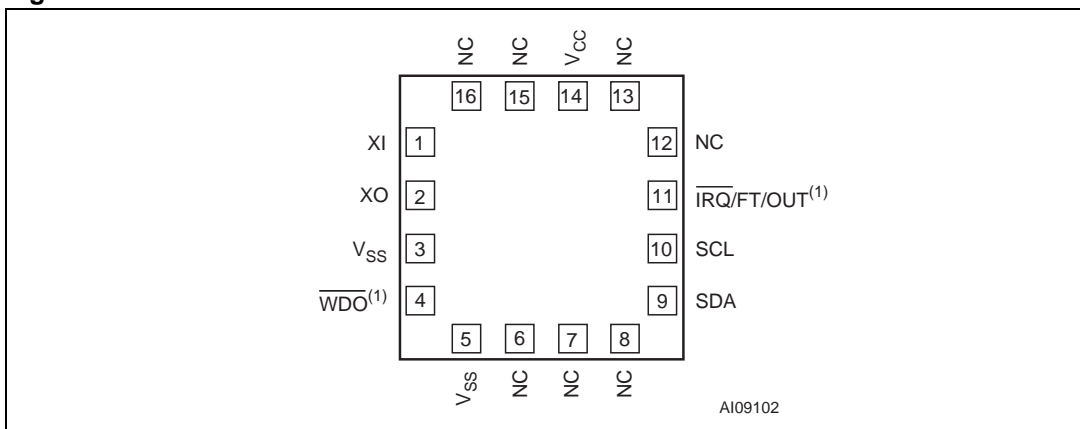 NC NC VCC NC
16 15 14 13
XI 1 12 NC
XO 2 11 IRQ/FT/OUT(1)
VSS 3 10 SCL
WDO(1) 4 9 SDA
5 6 7 8
VSS NC NC NC
AI09102